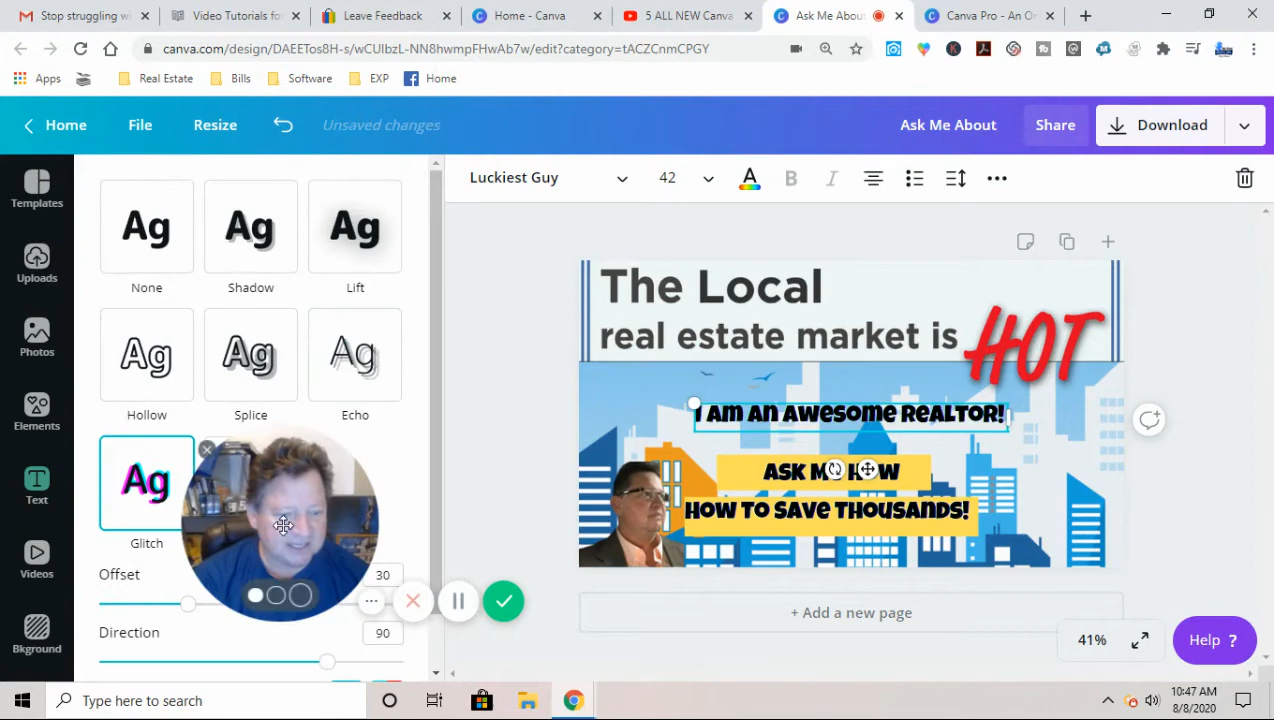 Stop struggling w
Video Tutorials fo
Leave Feedback
Home - Canva
5 ALL NEW Canva
Ask Me Abou
Canva Pro - An O
canva.com/design/DAEETos8H-s/wCUlbzL-NN8hwmpFHwAb7w/edit?category=tACZCnmCPGY
Apps
Real Estate
Bills
Software
EXP
Home
Home
File
Resize
Unsaved changes
Ask Me About
Share
Download
Templates
Uploads
Photos
Elements
Text
Videos
Bkground
Ag
Ag
Ag
None
Shadow
Lift
Ag
Ag
Ag
Hollow
Splice
Echo
Ag
Glitch
Offset
30
Direction
90
Luckiest Guy
42
A
B
I
The Local
real estate market is HOT
I AM AN AWESOME REALTOR!
ASK ME HOW
HOW TO SAVE THOUSANDS!
+ Add a new page
41%
Help ?
Type here to search
10:47 AM
8/8/2020